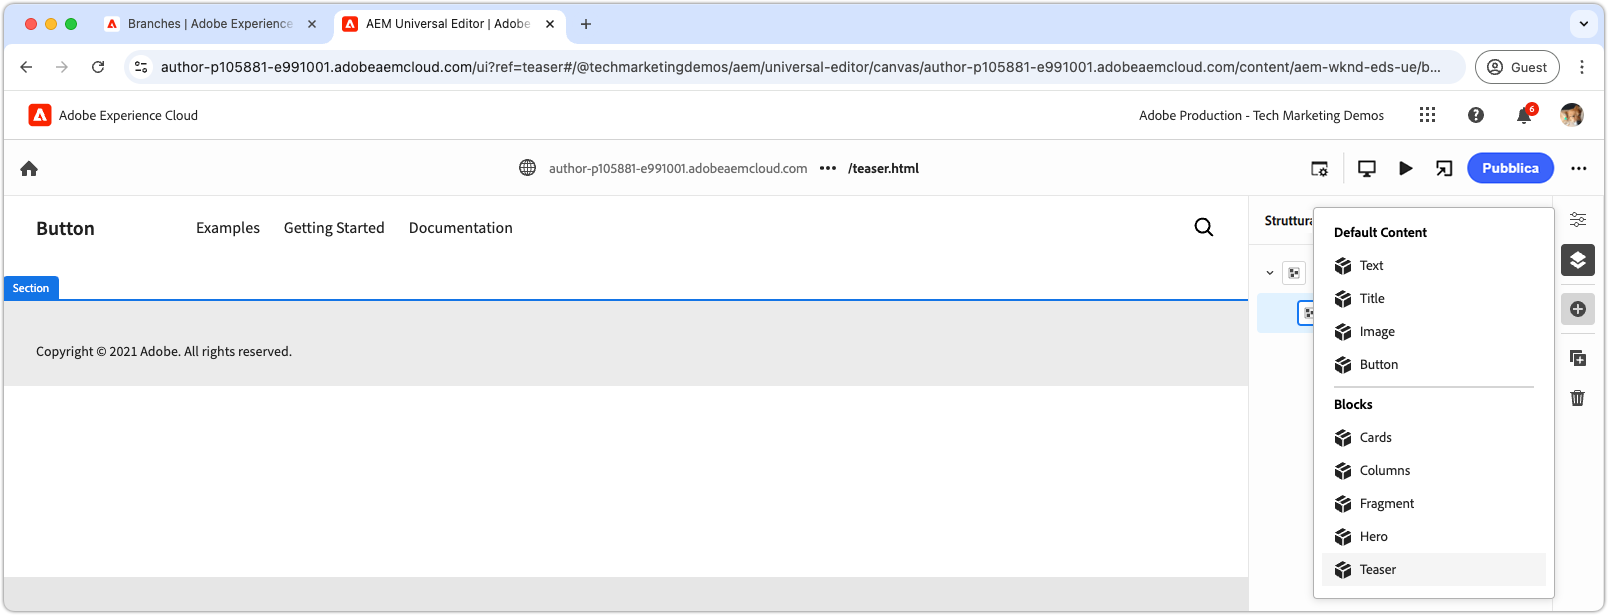 Branches | Adobe Experience
AEM Universal Editor | Adobe
author-p105881-e991001.adobeaemcloud.com/ui?ref=teaser#/@techmarketingdemos/aem/universal-editor/canvas/author-p105881-e991001.adobeaemcloud.com/content/aem-wknd-eds-ue/b...
Guest
Adobe Experience Cloud
Adobe Production - Tech Marketing Demos
6
author-p105881-e991001.adobeaemcloud.com ••• /teaser.html
Pubblica
Button
Examples
Getting Started
Documentation
Section
Copyright © 2021 Adobe. All rights reserved.
Struttura
Default Content
Text
Title
Image
Button
Blocks
Cards
Columns
Fragment
Hero
Teaser